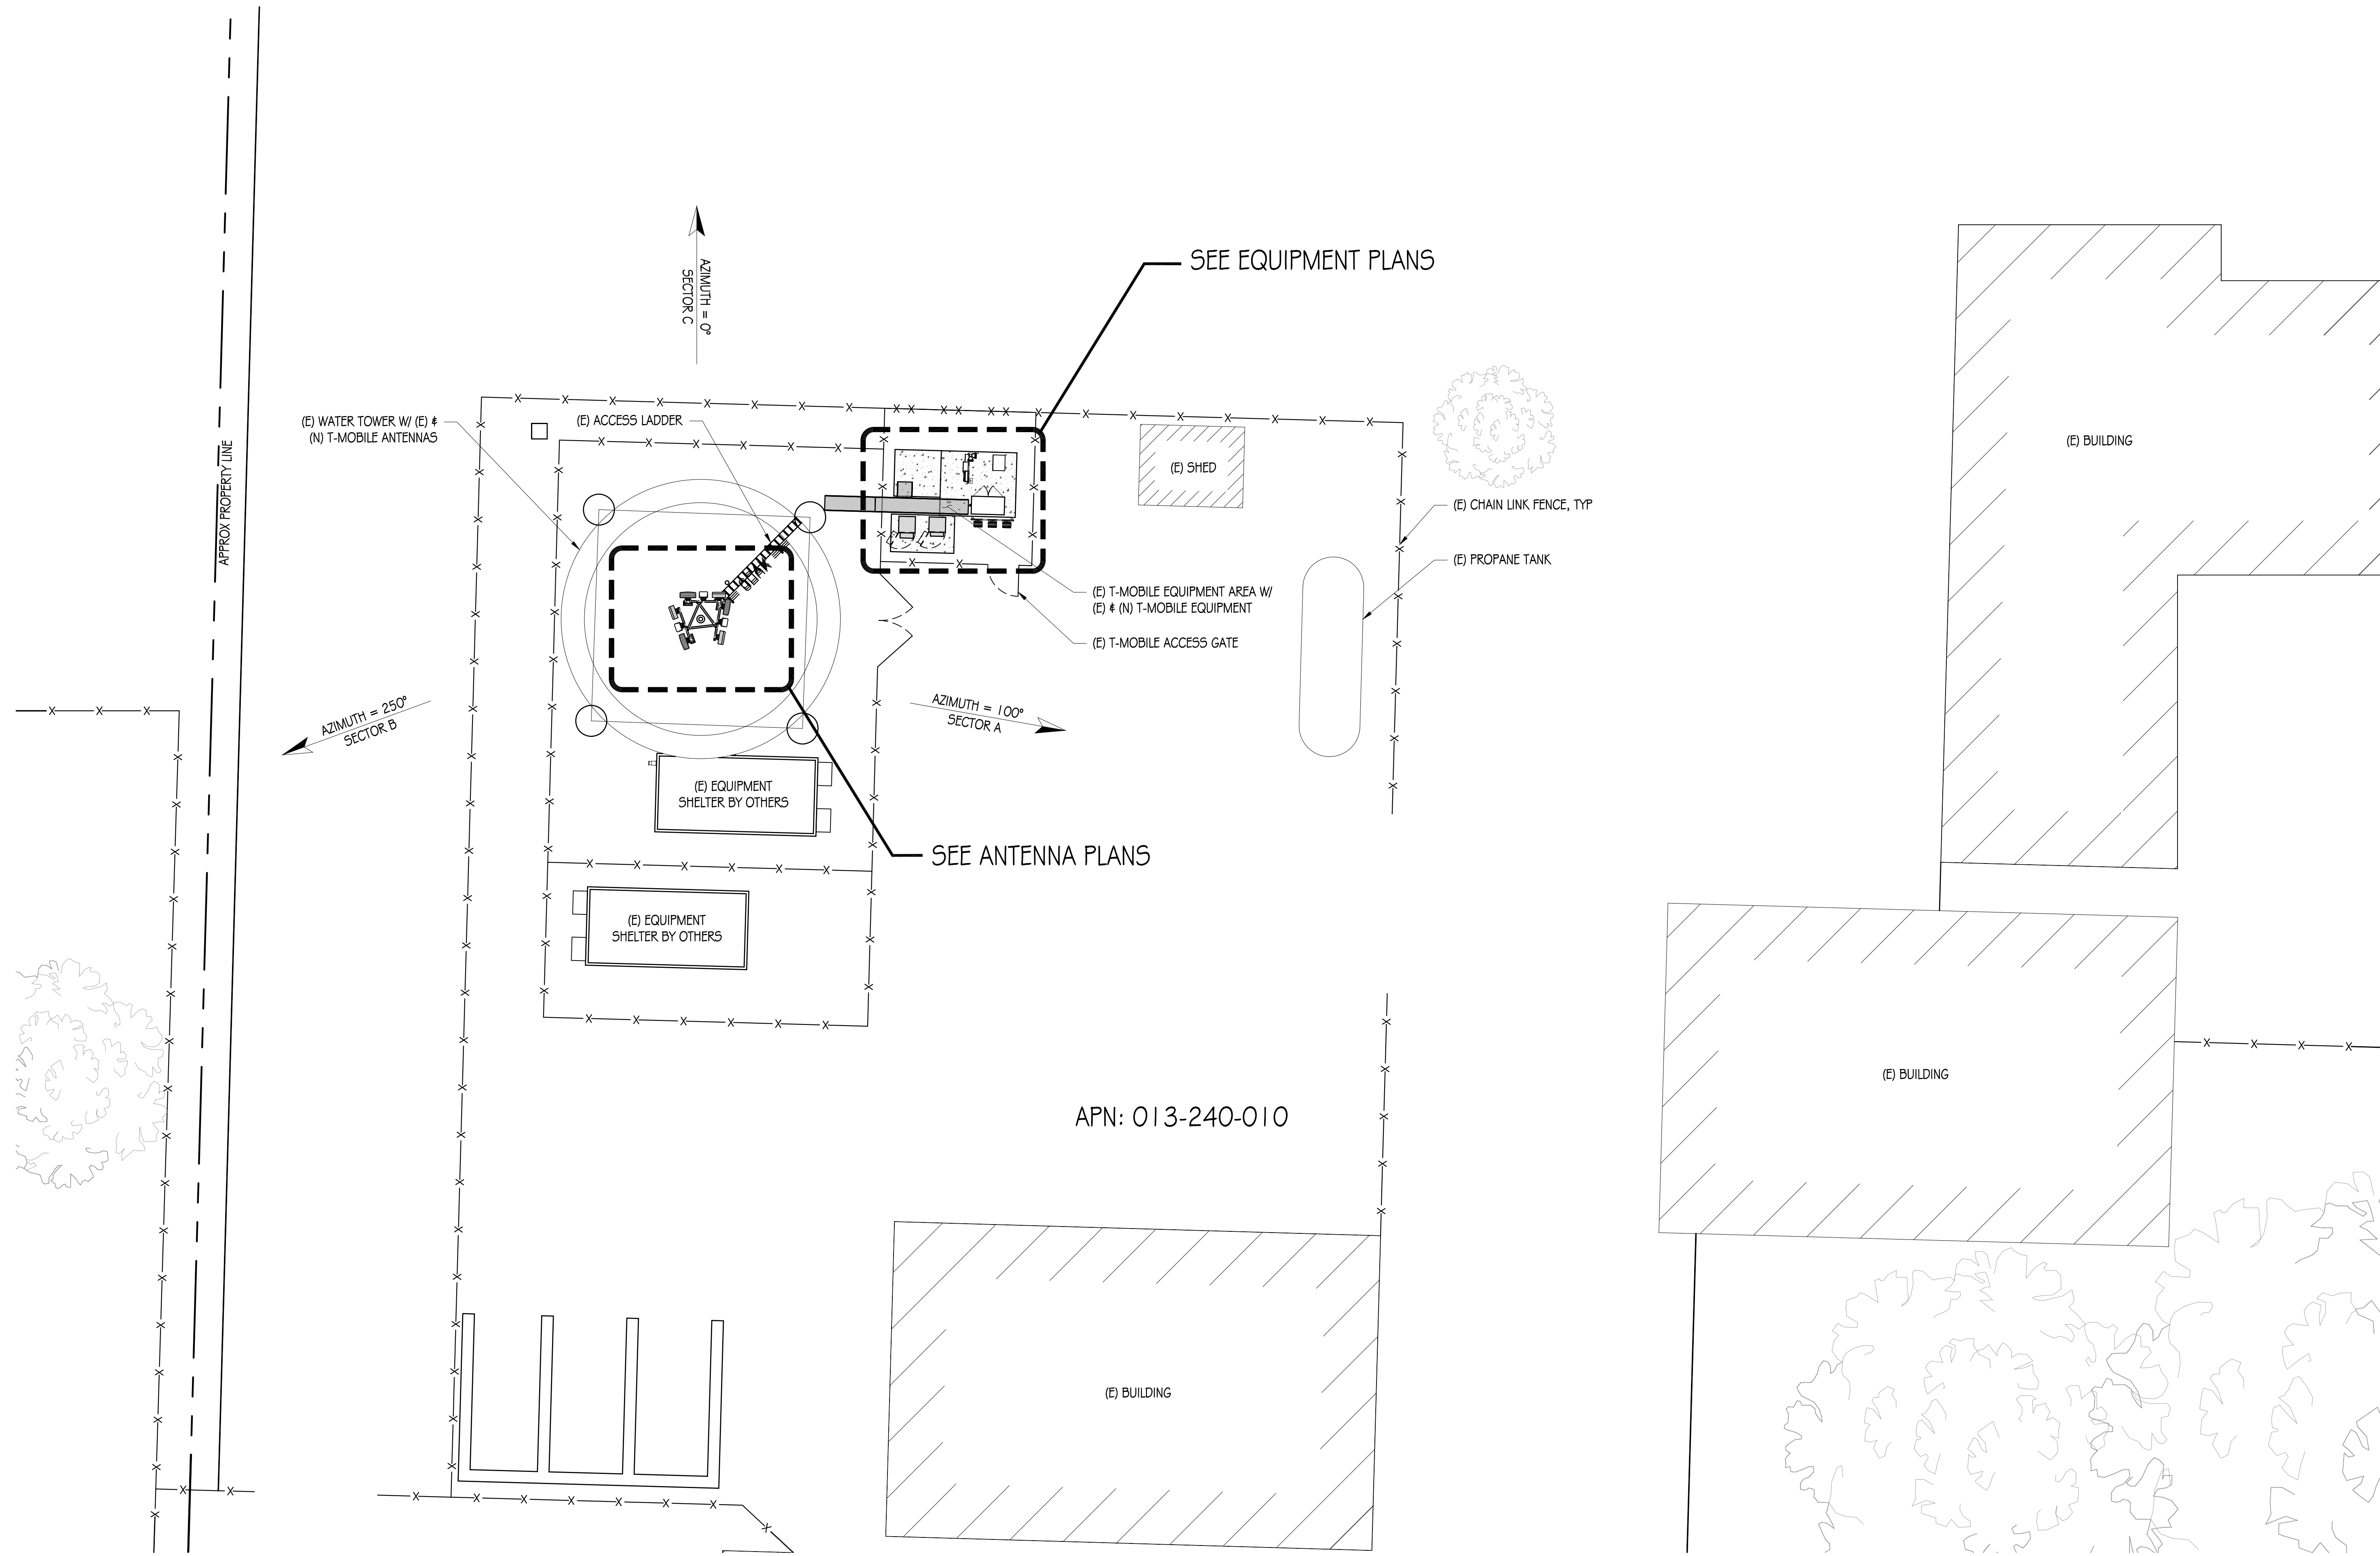 SEE EQUIPMENT PLANS
AZIMUTH = 0°
SECTOR C
(E) WATER TOWER W/ (E) &
(N) T-MOBILE ANTENNAS
(E) ACCESS LADDER
APPROX PROPERTY LINE
(E) SHED
(E) BUILDING
(E) CHAIN LINK FENCE, TYP
(E) PROPANE TANK
(E) T-MOBILE EQUIPMENT AREA W/
(E) & (N) T-MOBILE EQUIPMENT
(E) T-MOBILE ACCESS GATE
AZIMUTH = 250°
SECTOR B
AZIMUTH = 100°
SECTOR A
(E) EQUIPMENT
SHELTER BY OTHERS
SEE ANTENNA PLANS
(E) EQUIPMENT
SHELTER BY OTHERS
(E) BUILDING
APN: 013-240-010
(E) BUILDING